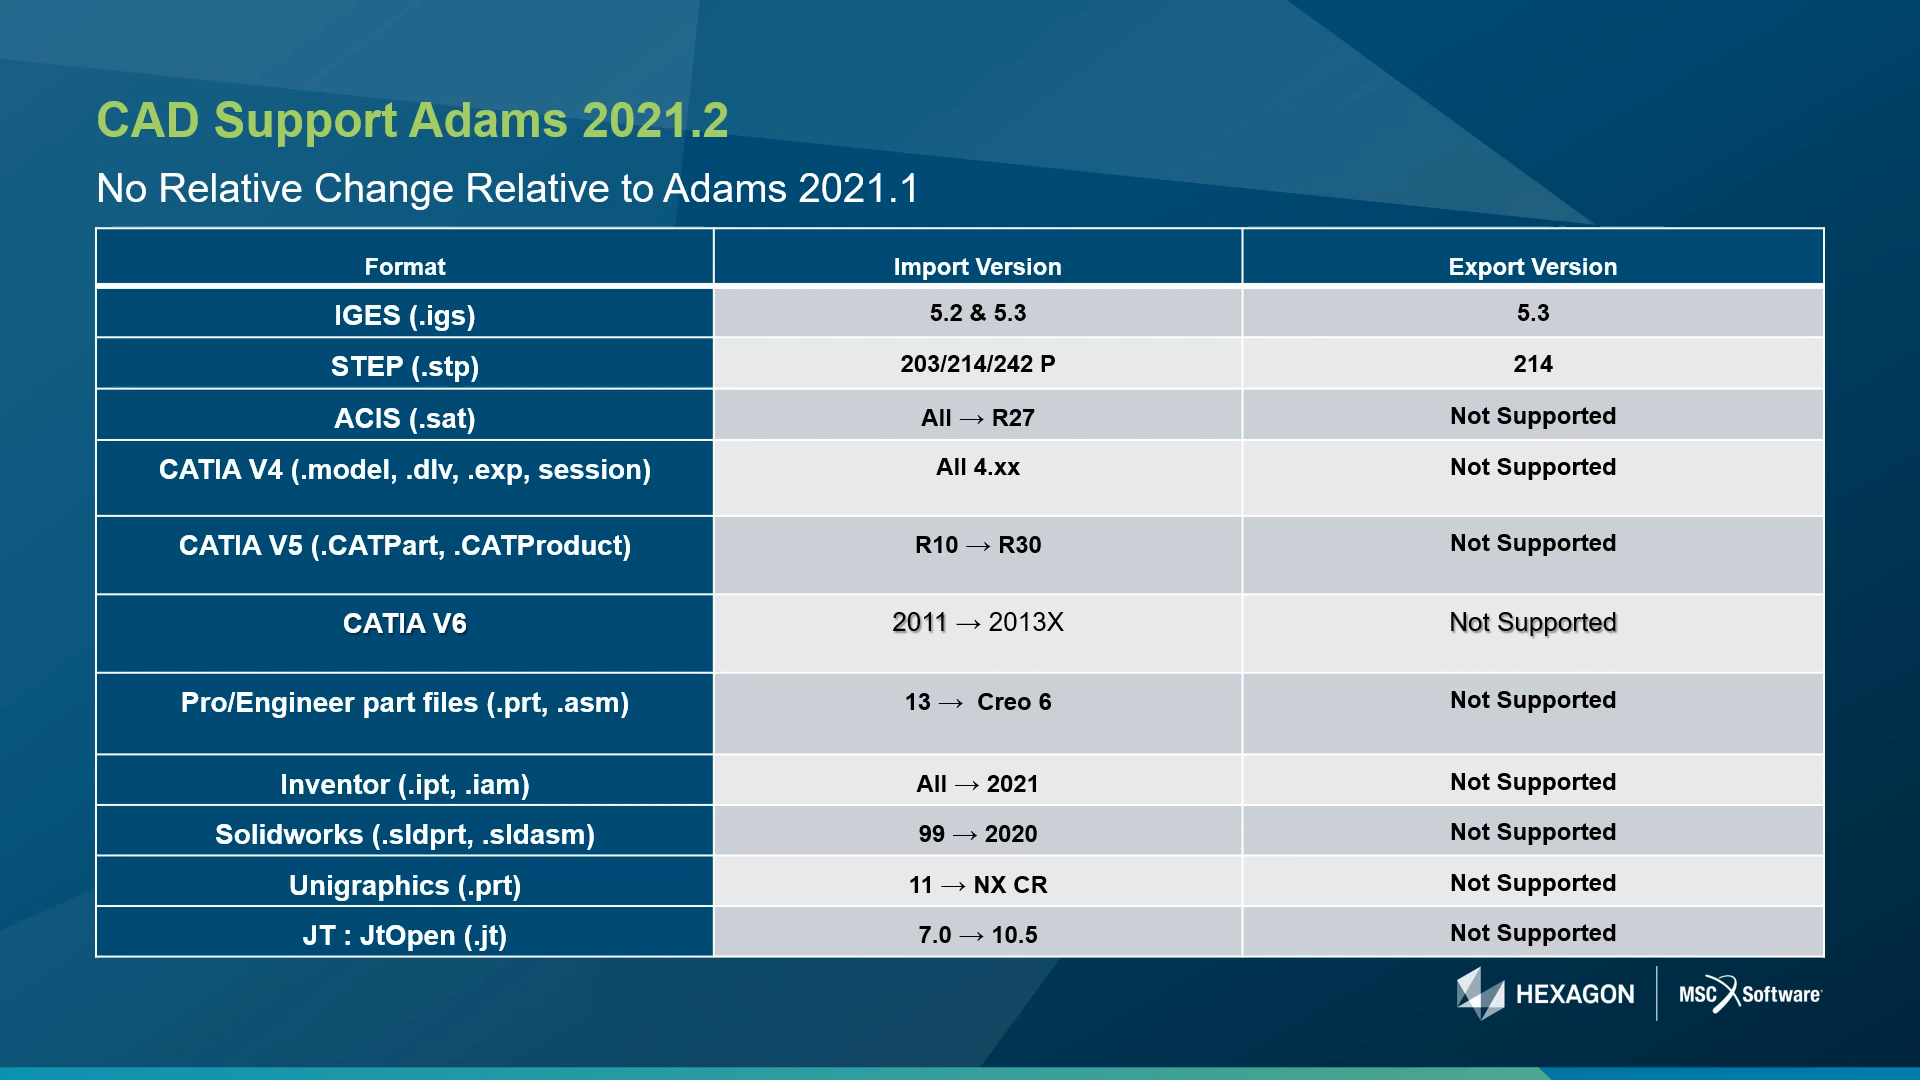 CAD Support Adams 2021.2
No Relative Change Relative to Adams 2021.1
Format Import Version Export Version
IGES (.igs) 5.2 & 5.3 5.3
STEP (.stp) 203/214/242 P 214
ACIS (.sat) All → R27 Not Supported
CATIA V4 (.model, .dlv, .exp, session) All 4.xx Not Supported
CATIA V5 (.CATPart, .CATProduct) R10 → R30 Not Supported
CATIA V6 2011 → 2013X Not Supported
Pro/Engineer part files (.prt, .asm) 13 → Creo 6 Not Supported
Inventor (.ipt, .iam) All → 2021 Not Supported
Solidworks (.sldprt, .sldasm) 99 → 2020 Not Supported
Unigraphics (.prt) 11 → NX CR Not Supported
JT : JtOpen (.jt) 7.0 → 10.5 Not Supported
HEXAGON MSC Software